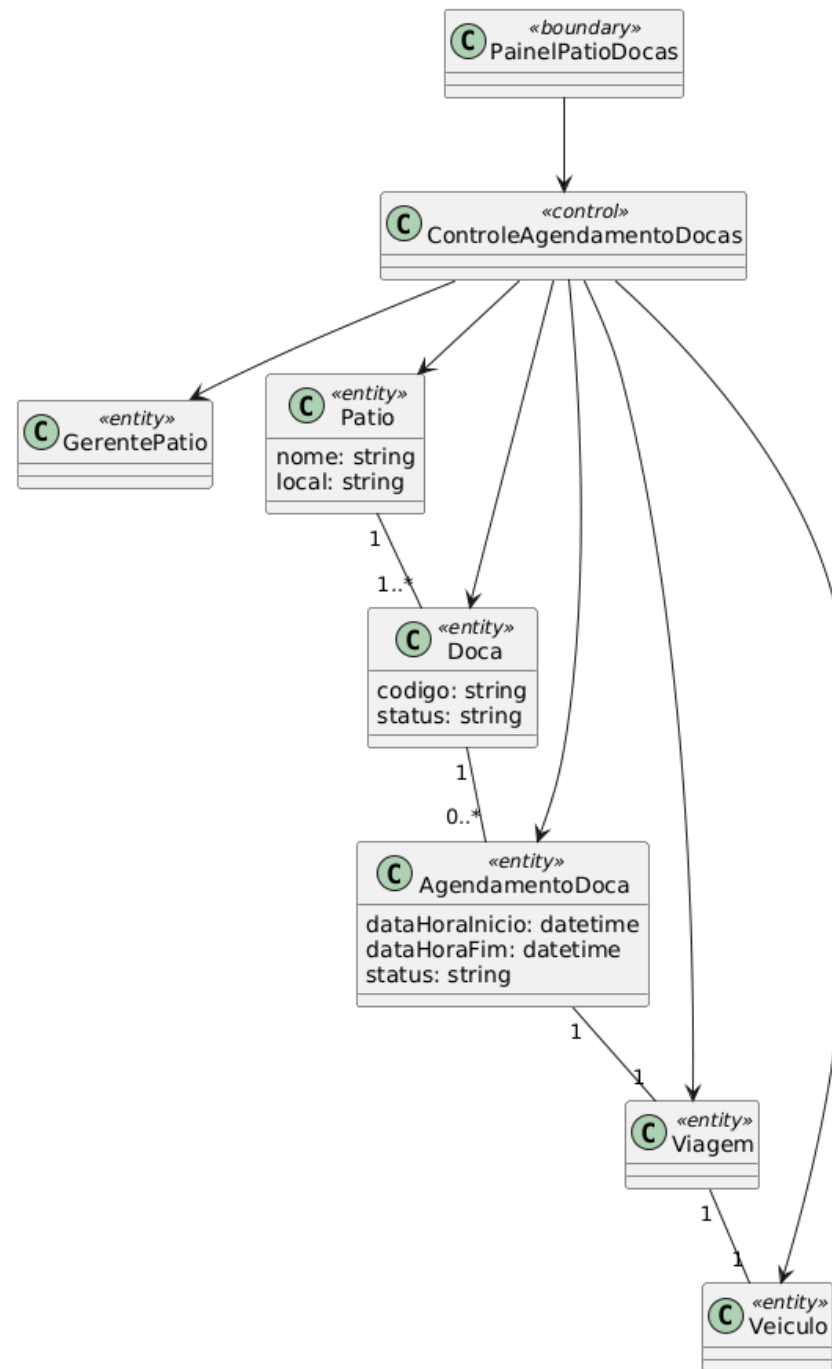 C
«boundary»
PainelPatioDocas
C
«control»
ControleAgendamentoDocas
C
«entity»
GerentePatio
C
«entity»
Patio
nome: string
local: string
1
1..*
C
«entity»
Doca
codigo: string
status: string
1
0..*
C
«entity»
AgendamentoDoca
dataHoraInicio: datetime
dataHoraFim: datetime
status: string
1
1
C
«entity»
Viagem
1
1
C
«entity»
Veiculo